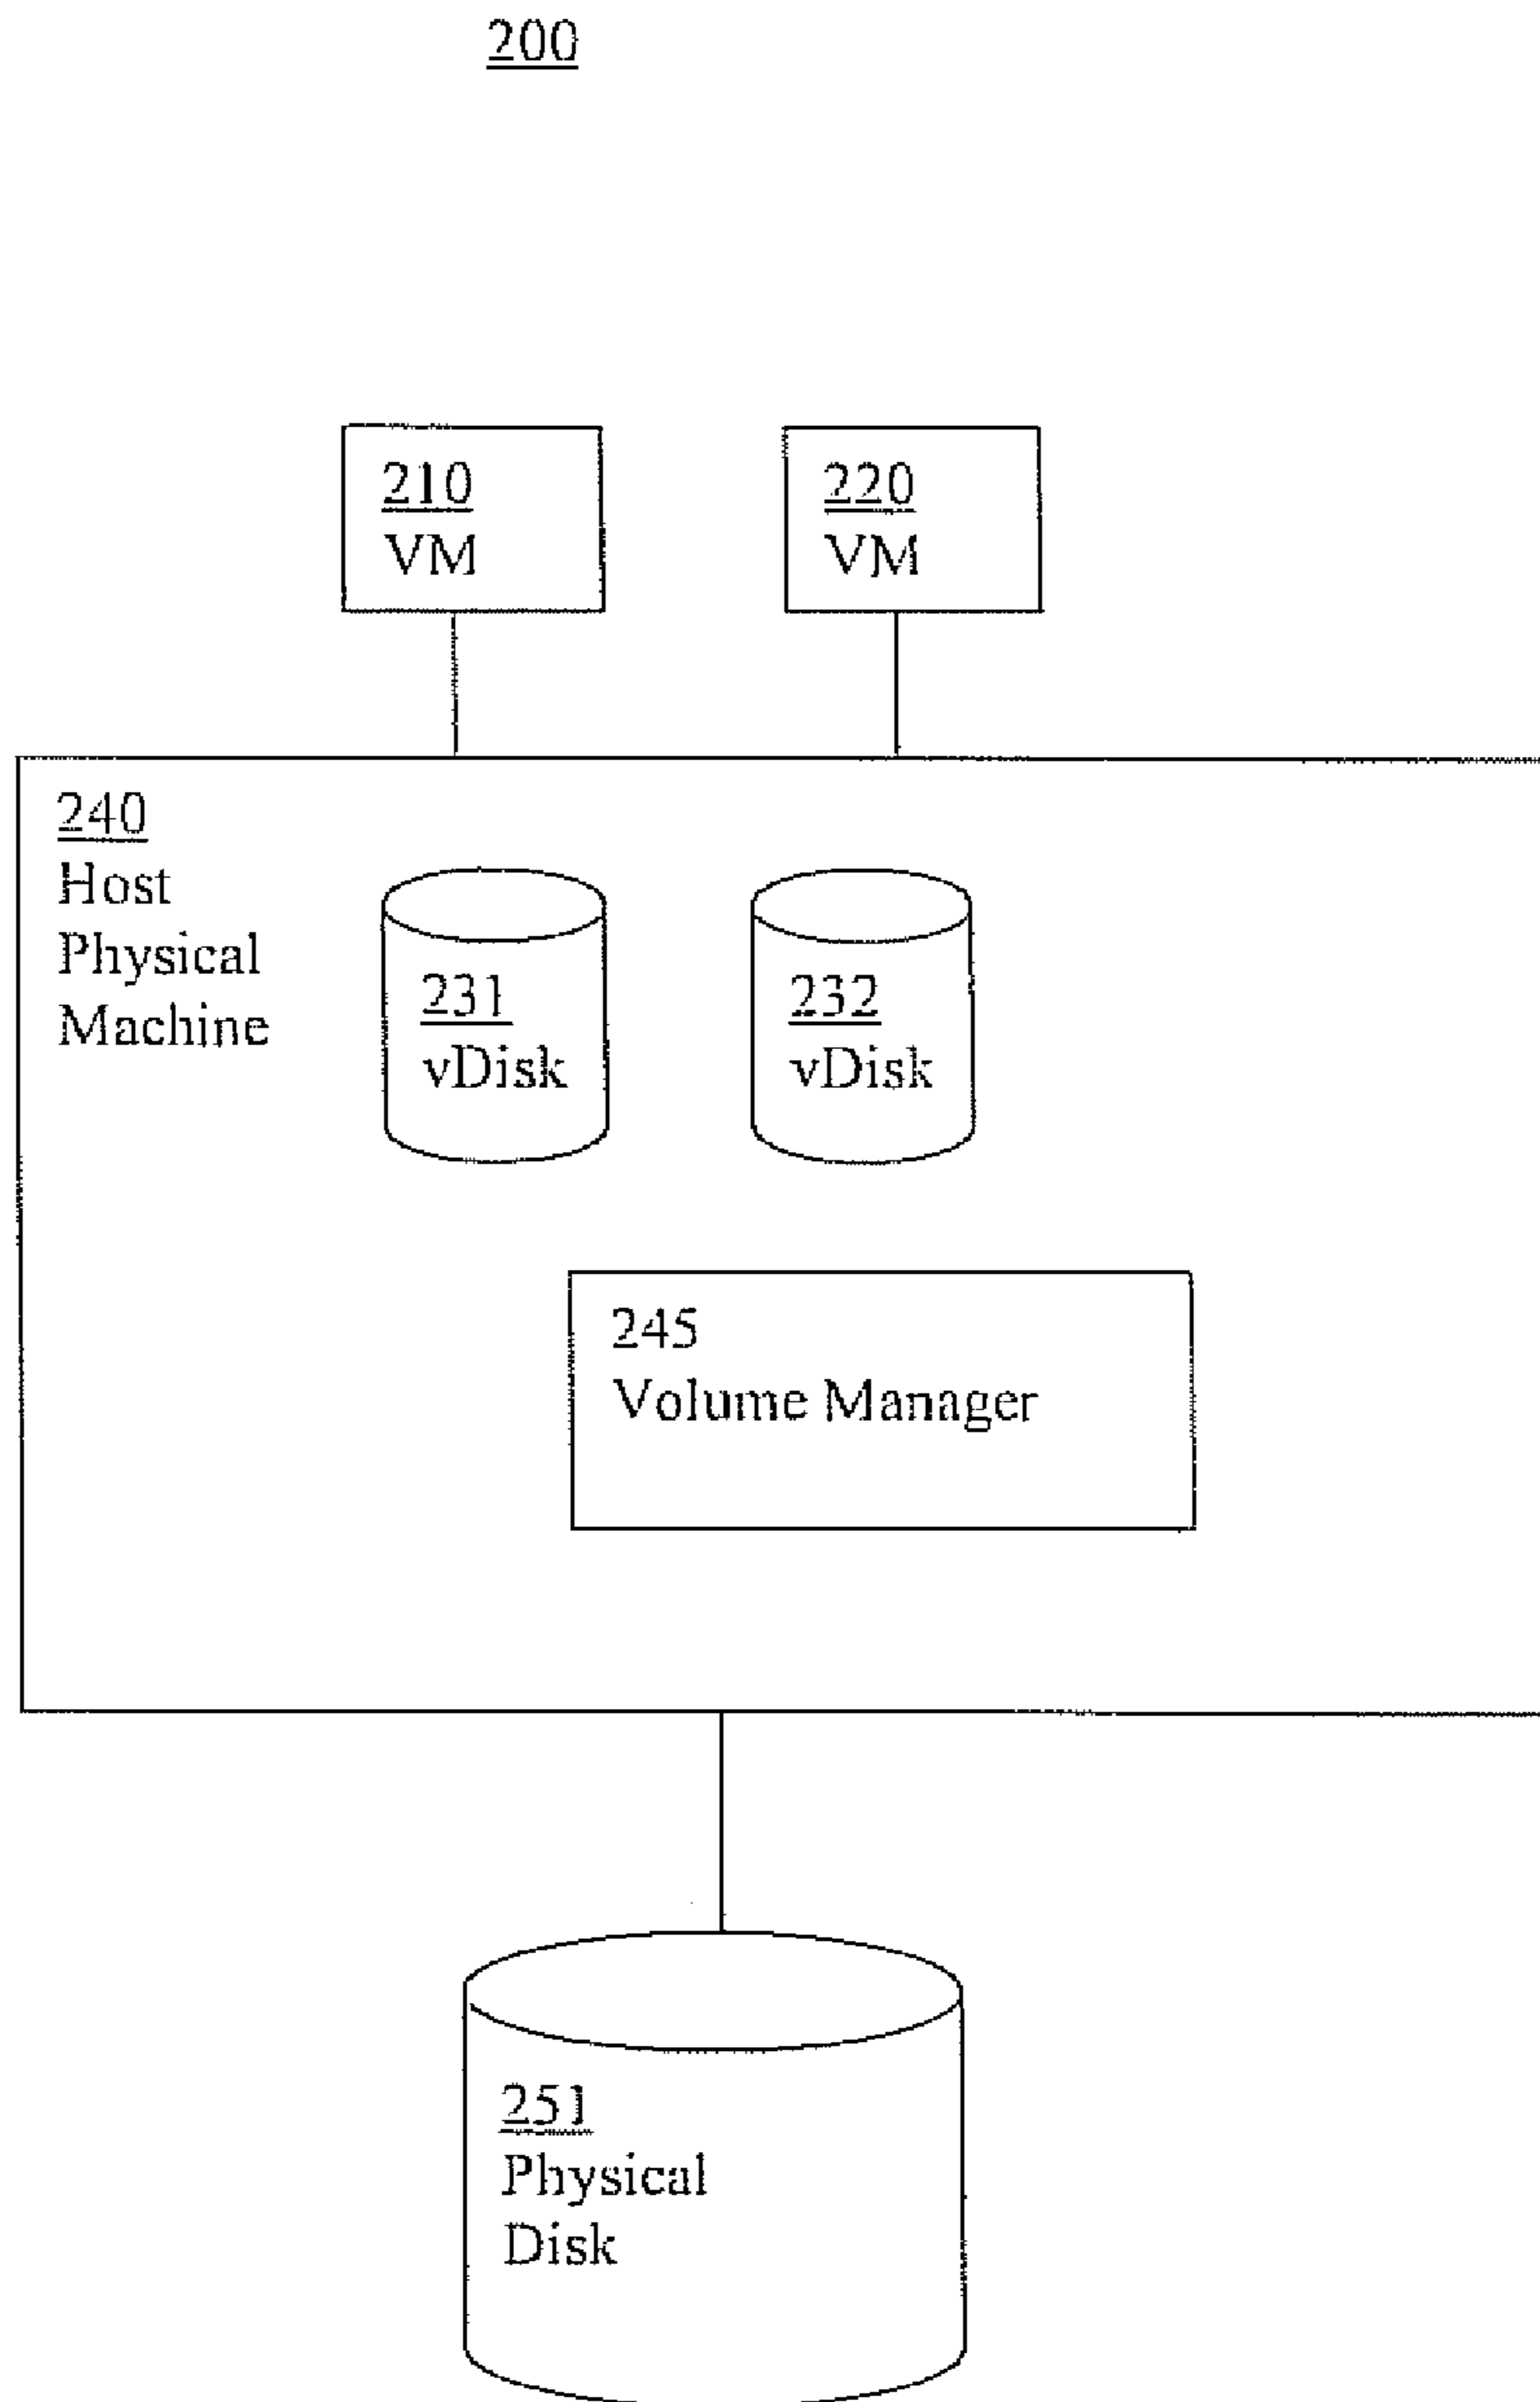 200
210
VM
220
VM
240
Host
Physical
Machine
231
vDisk
232
vDisk
245
Volume Manager
251
Physical
Disk